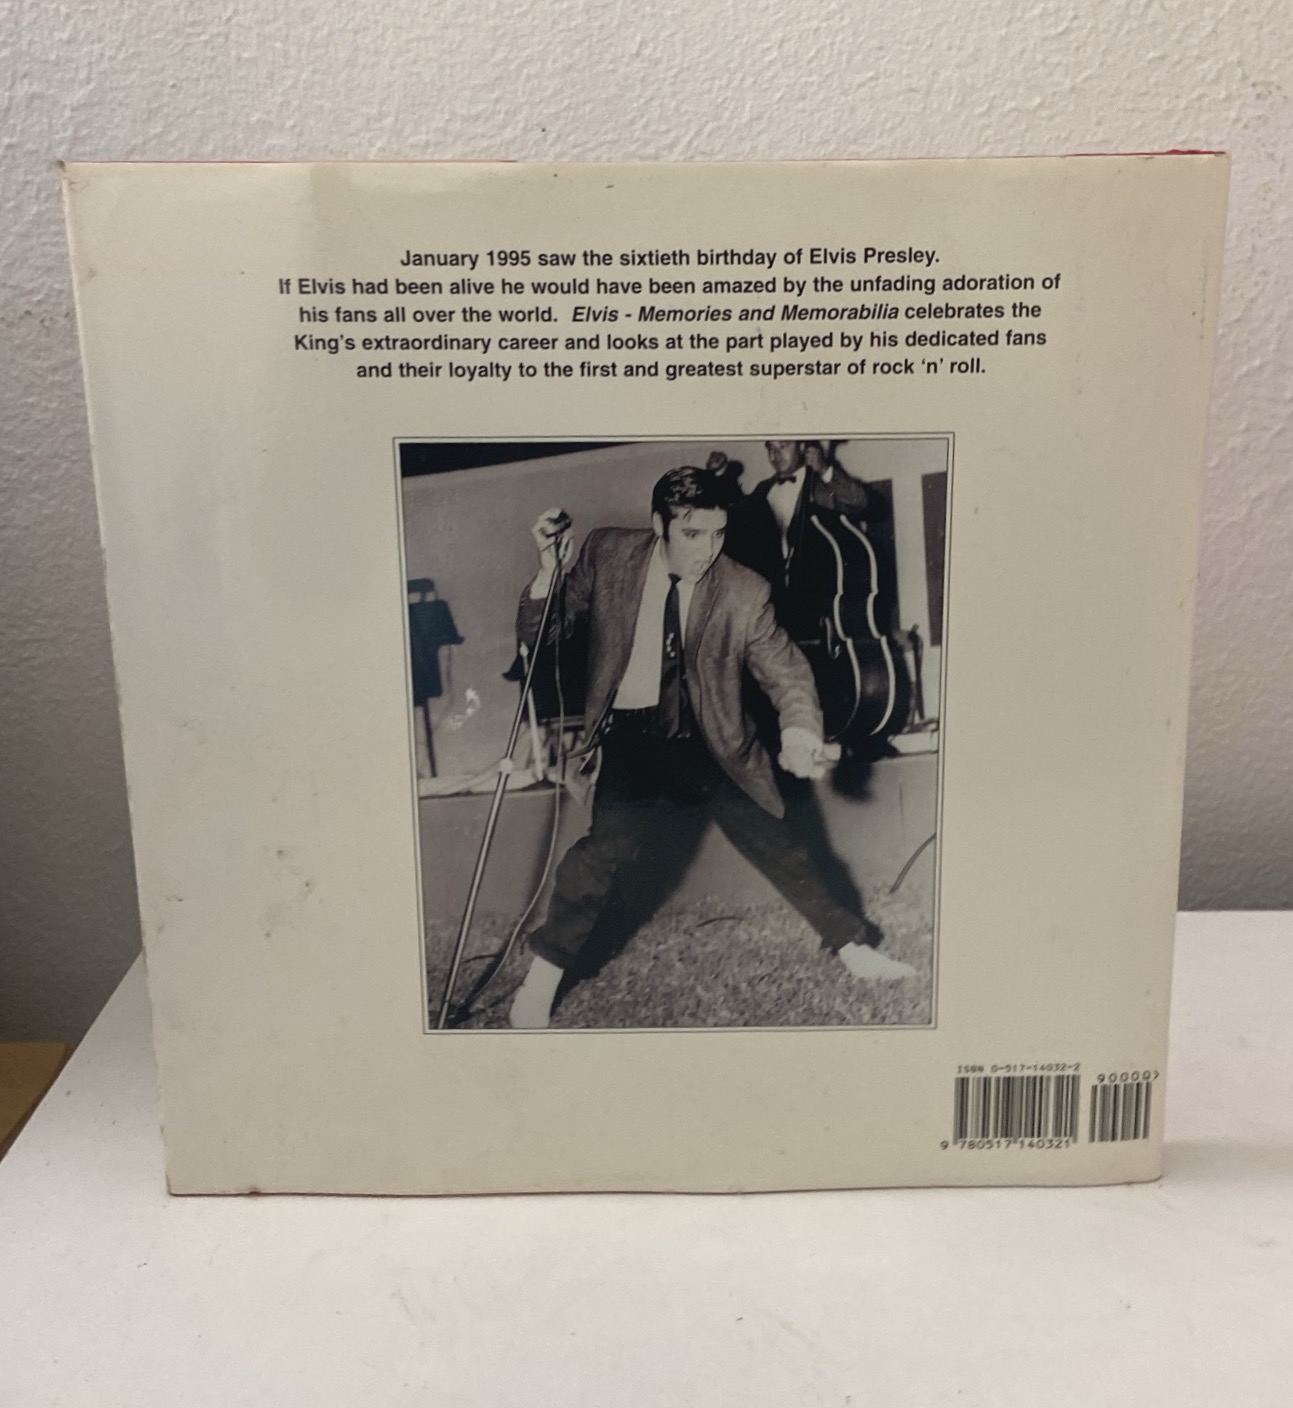 January 1995 saw the sixtieth birthday of Elvis Presley.
If Elvis had been alive he would have been amazed by the unfading adoration of
his fans all over the world. Elvis - Memories and Memorabilia celebrates the
King's extraordinary career and looks at the part played by his dedicated fans
and their loyalty to the first and greatest superstar of rock ‘n’ roll.
ISBN 0-517-14032-2
90000>
9 780517 140321